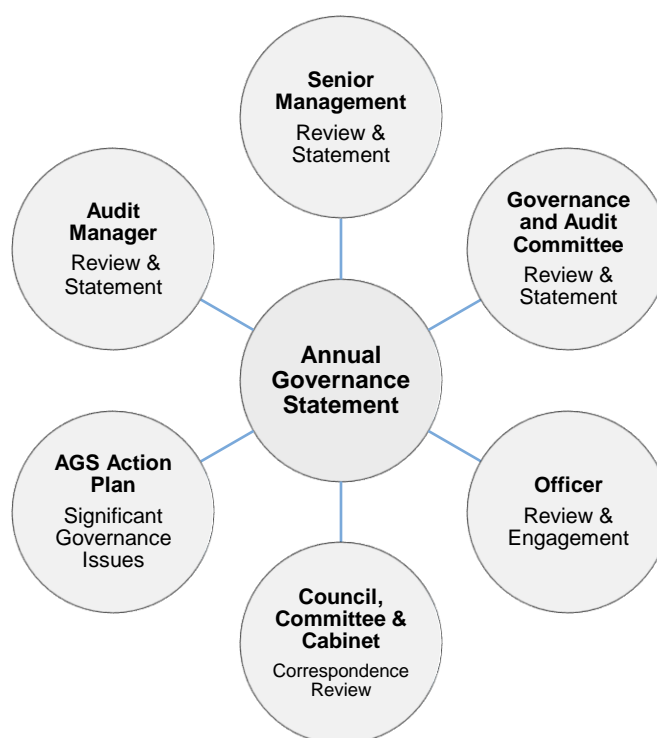 Senior
Management
Review &
Statement
Governance
and Audit
Committee
Review &
Statement
Audit
Manager
Review &
Statement
Annual
Governance
Statement
AGS Action
Plan
Significant
Governance
Issues
Officer
Review &
Engagement
Council,
Committee &
Cabinet
Correspondence
Review